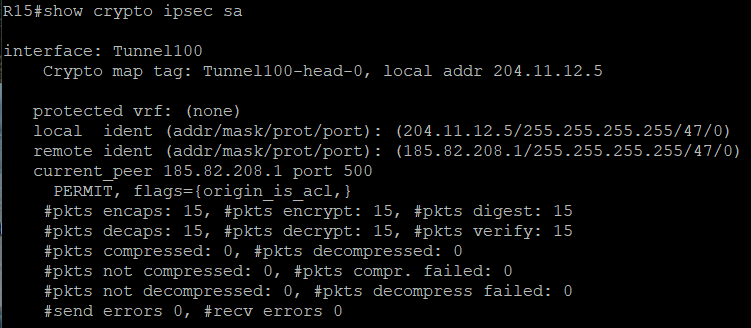 R15#show crypto ipsec sa
interface: Tunnel100
Crypto map tag: Tunnel100-head-0, local addr 204.11.12.5
protected vrf: (none)
local  ident (addr/mask/prot/port): (204.11.12.5/255.255.255.255/47/0)
remote ident (addr/mask/prot/port): (185.82.208.1/255.255.255.255/47/0)
current_peer 185.82.208.1 port 500
PERMIT, flags={origin_is_acl,}
#pkts encaps: 15, #pkts encrypt: 15, #pkts digest: 15
#pkts decaps: 15, #pkts decrypt: 15, #pkts verify: 15
#pkts compressed: 0, #pkts decompressed: 0
#pkts not compressed: 0, #pkts compr. failed: 0
#pkts not decompressed: 0, #pkts decompress failed: 0
#send errors 0, #recv errors 0